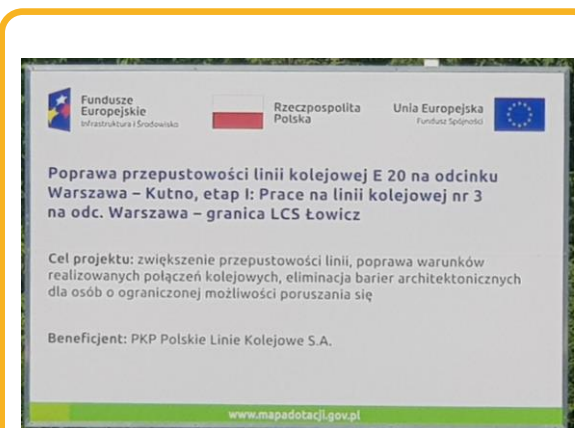 Fundusze
Europejskie
Infrastruktura i Środowisko
Rzeczpospolita
Polska
Unia Europejska
Fundusz Spójności
Poprawa przepustowości linii kolejowej E 20 na odcinku
Warszawa – Kutno, etap I: Prace na linii kolejowej nr 3
na odc. Warszawa – granica LCS Łowicz
Cel projektu: zwiększenie przepustowości linii, poprawa warunków
realizowanych połączeń kolejowych, eliminacja barier architektonicznych
dla osób o ograniczonej możliwości poruszania się
Beneficjent: PKP Polskie Linie Kolejowe S.A.
www.mapadotacji.gov.pl